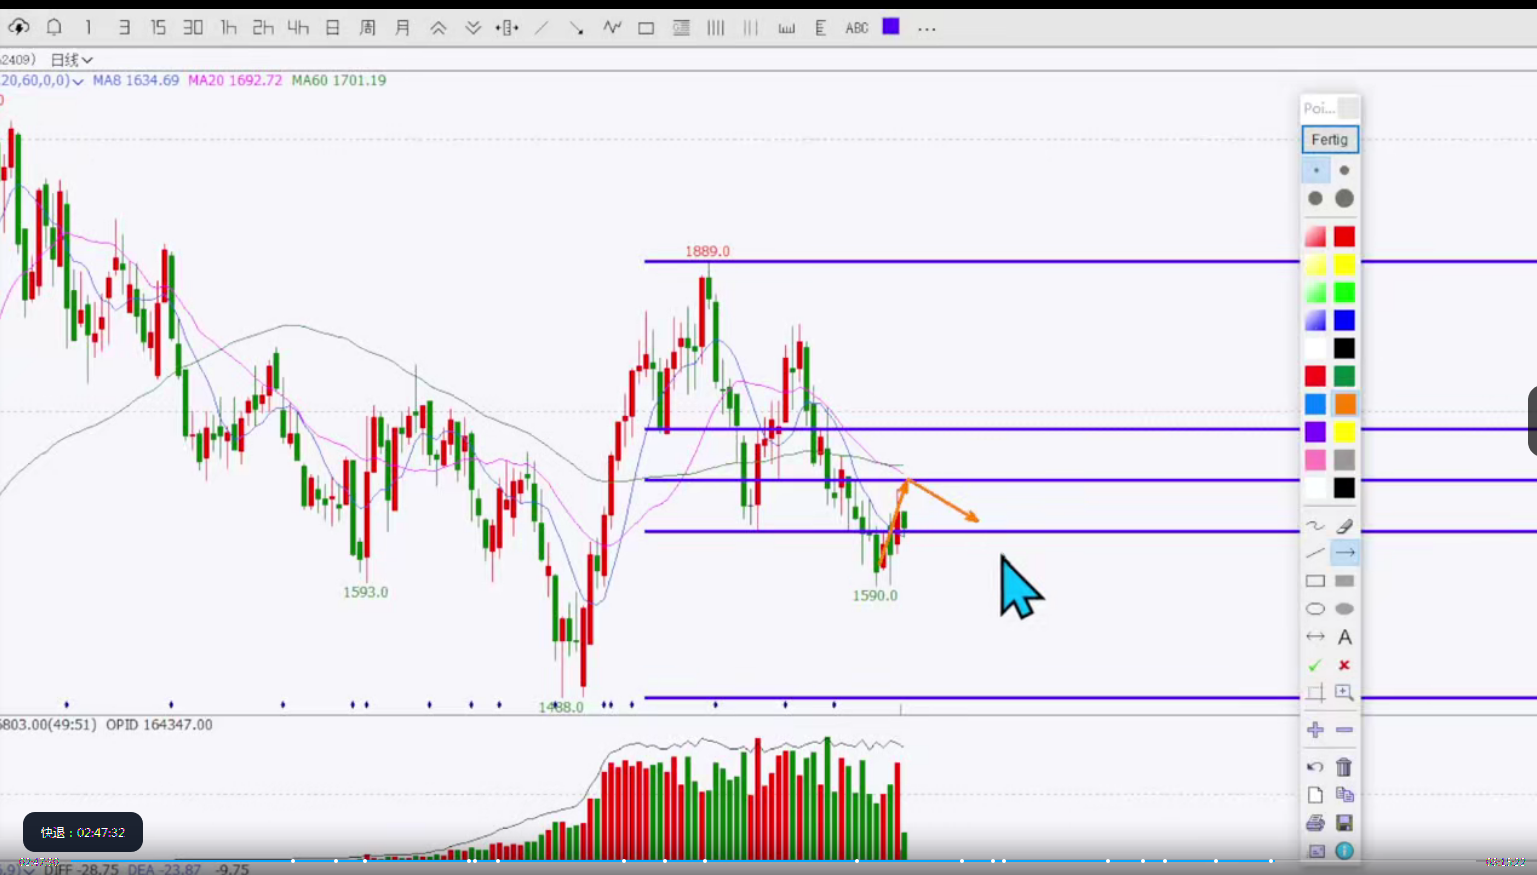 1 3 15 30 1h 2h 4h 日 周 月 ABC ...
2409) 日线
20,60,0,0) MA8 1634.69 MA20 1692.72 MA60 1701.19
Poi...
Fertig
1889.0
1593.0
1590.0
1488.0
A
6803.00(49:51) OPID 164347.00
快退：02:47:32
DIFF -28.75 DEA -23.87 -9.75